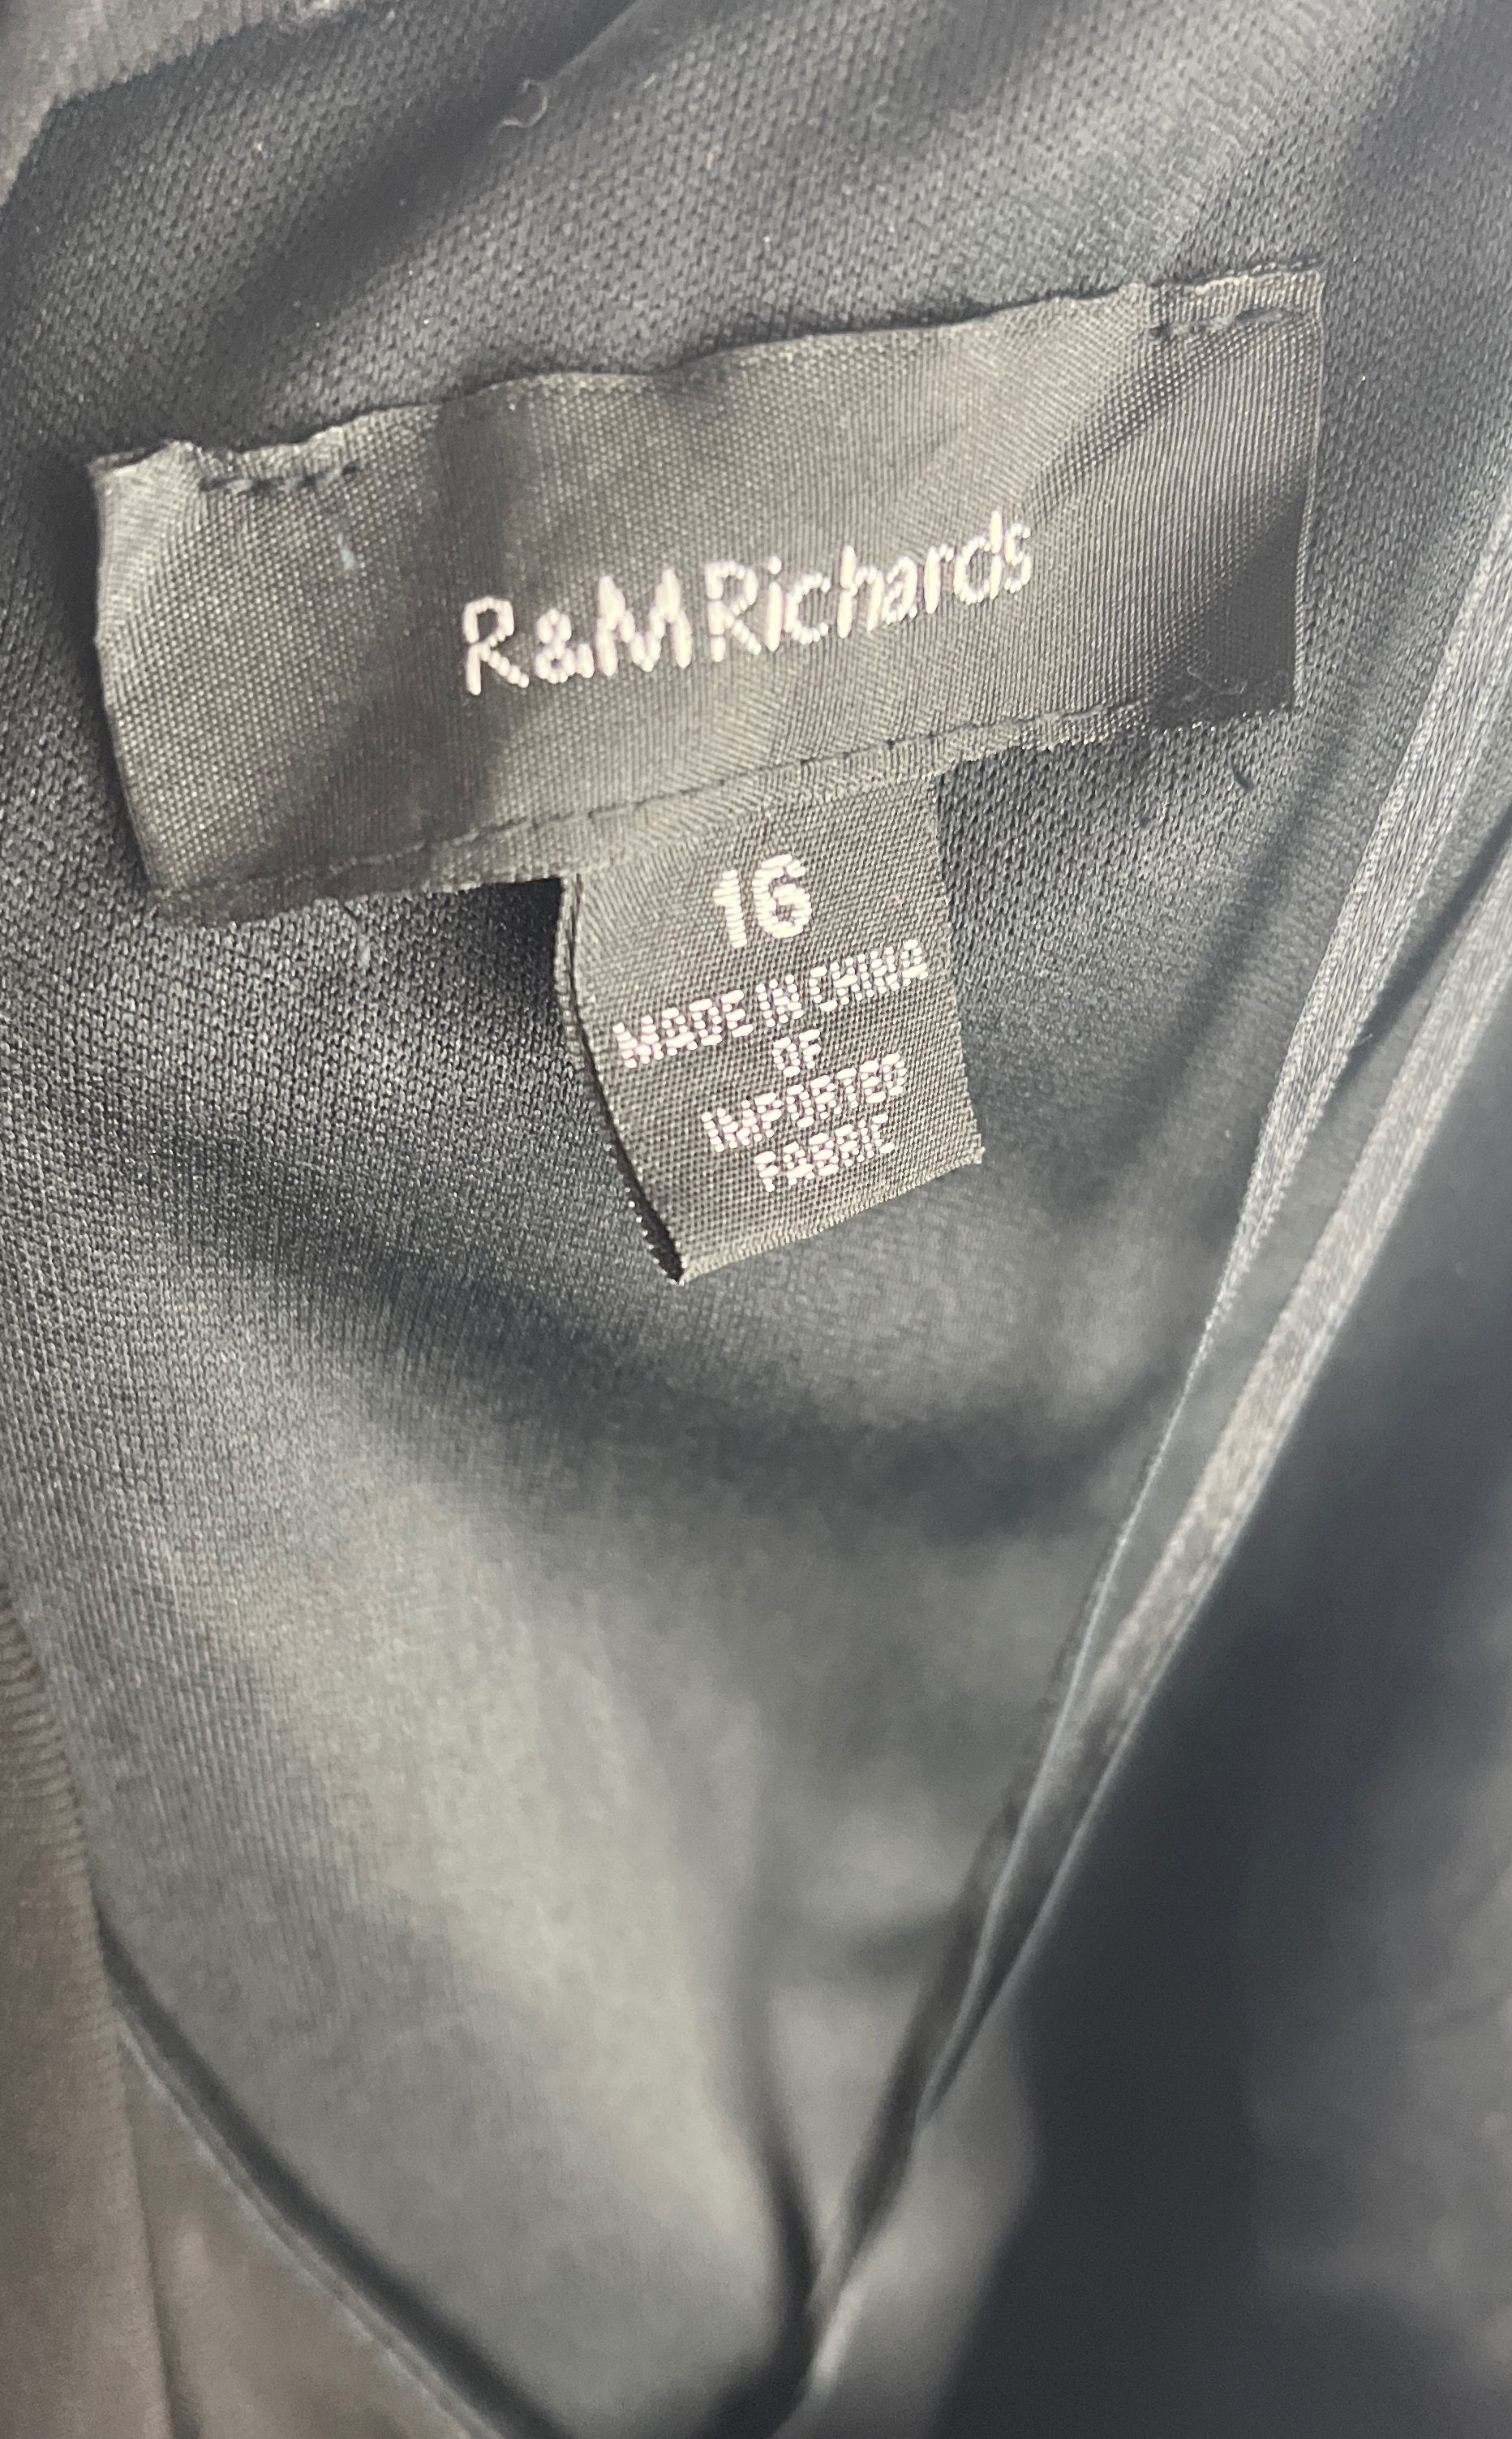 R&M Richards
16
MADE IN CHINA
OF
IMPORTED
FABRIC